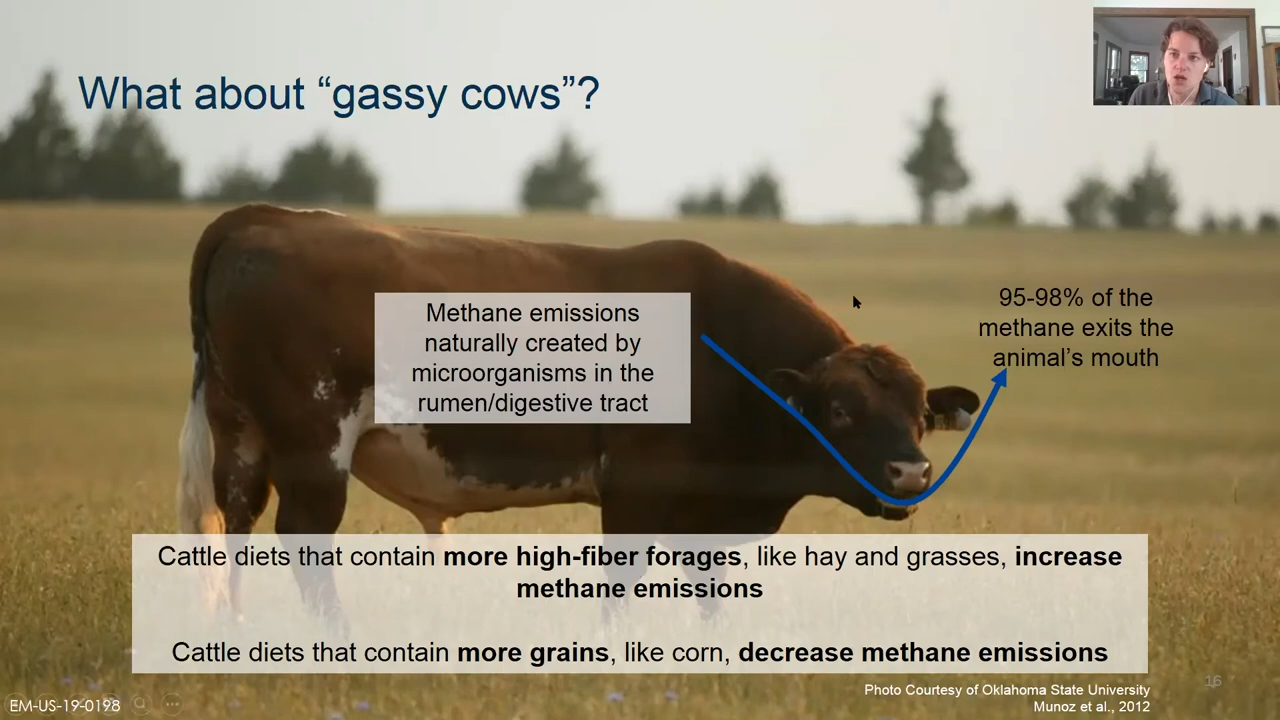 What about “gassy cows”?
Methane emissions
naturally created by
microorganisms in the
rumen/digestive tract
95-98% of the
methane exits the
animal’s mouth
Cattle diets that contain more high-fiber forages, like hay and grasses, increase
methane emissions
Cattle diets that contain more grains, like corn, decrease methane emissions
16
Photo Courtesy of Oklahoma State University
Munoz et al., 2012
EM-US-19-0198